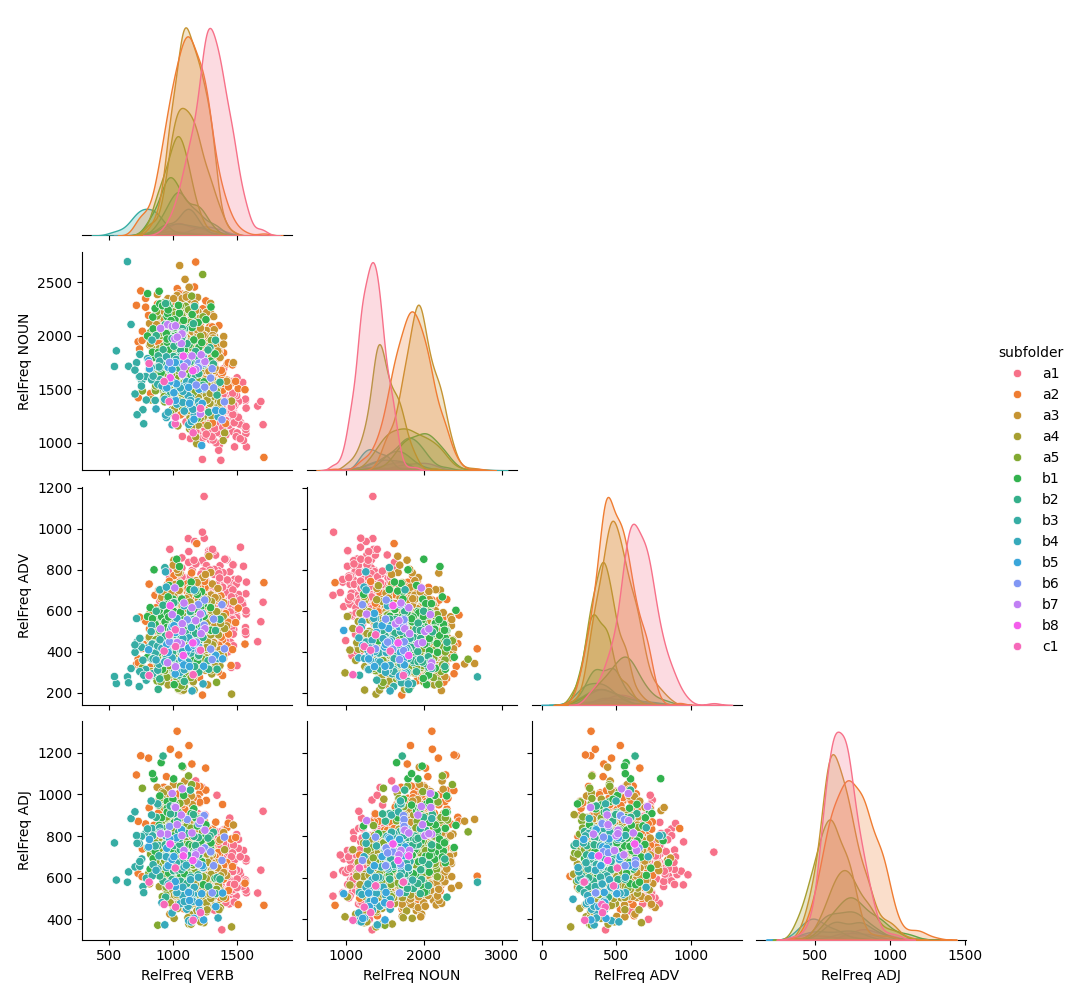 2500
2000
1500
1000
RelFreq NOUN
subfolder
a1
a2
a3
a4
a5
b1
b2
b3
b4
b5
b6
b7
b8
c1
1200
1000
800
600
400
200
RelFreq ADV
1200
1000
800
600
400
RelFreq ADJ
500 1000 1500 1000 2000 3000 0 500 1000 500 1000 1500
RelFreq VERB RelFreq NOUN RelFreq ADV RelFreq ADJ